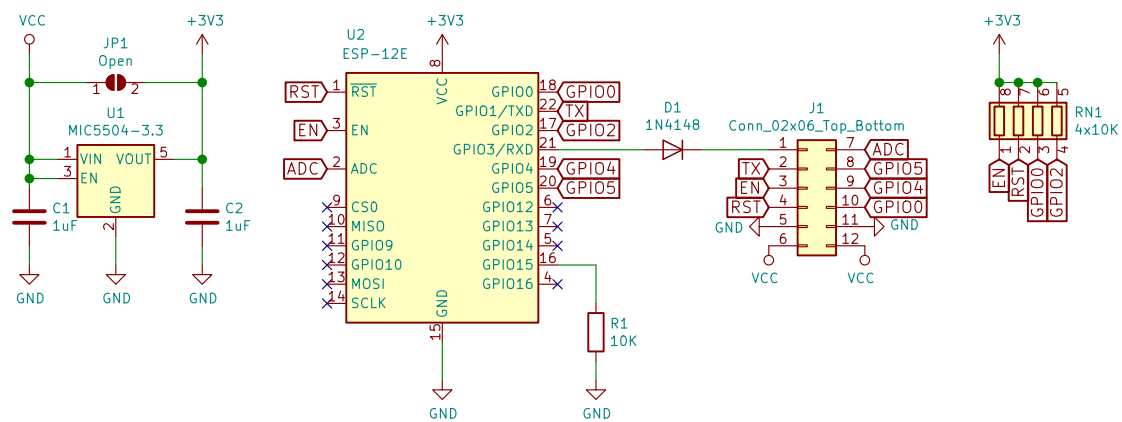 VCC
+3V3
JP1
Open
1 2
U1
MIC5504-3.3
1 VIN VOUT 5
3 EN
GND
2
C1
1uF
C2
1uF
GND
GND
GND
+3V3
U2
ESP-12E
8
VCC
RST 1 RST GPIO0 18 GPIO0
GPIO1/TXD 22 TX
EN 3 EN GPIO2 17 GPIO2
GPIO3/RXD 21
ADC 2 ADC GPIO4 19 GPIO4
GPIO5 20 GPIO5
9 CS0 GPIO12 6
10 MISO GPIO13 7
11 GPIO9 GPIO14 5
12 GPIO10 GPIO15 16
13 MOSI GPIO16 4
14 SCLK
GND
15
GND
R1
10K
GND
D1
1N4148
J1
Conn_02x06_Top_Bottom
1 7 ADC
TX 2 8 GPIO5
EN 3 9 GPIO4
RST 4 10 GPIO0
GND 5 11 GND
6 12
VCC VCC
+3V3
8 7 6 5
RN1
4x10K
1 2 3 4
EN
RST
GPIO0
GPIO2